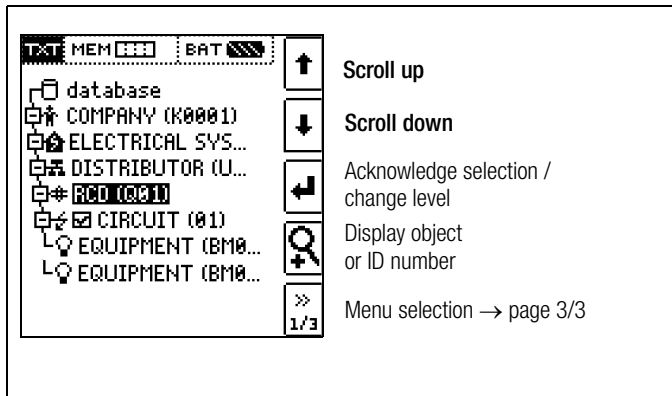 TXT MEM BAT
database
COMPANY (K0001)
ELECTRICAL SYS...
DISTRIBUTOR (U...
RCD (Q01)
CIRCUIT (01)
EQUIPMENT (BM0...
EQUIPMENT (BM0...
>>
1/3
Scroll up
Scroll down
Acknowledge selection /
change level
Display object
or ID number
Menu selection → page 3/3